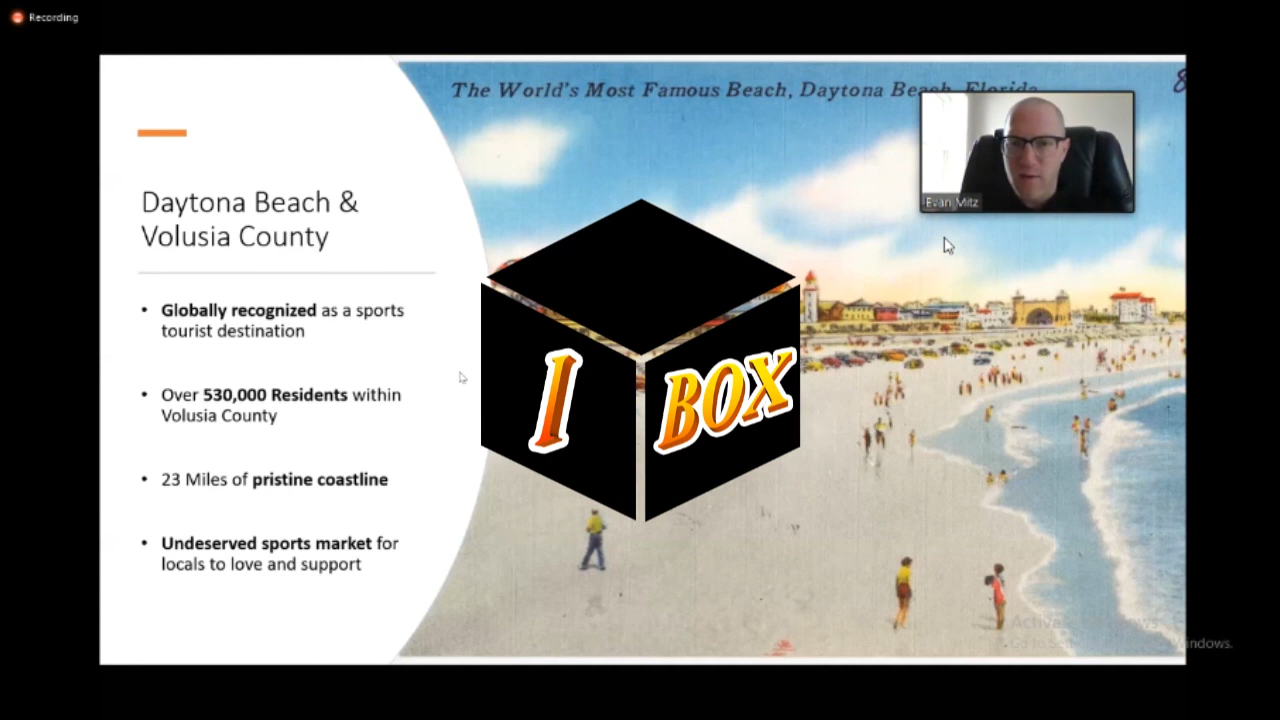 Recording
The World's Most Famous Beach, Daytona Beach, Florida
Evan Mitz
Daytona Beach &
Volusia County
• Globally recognized as a sports
tourist destination
• Over 530,000 Residents within
Volusia County
• 23 Miles of pristine coastline
• Undeserved sports market for
locals to love and support
I
BOX